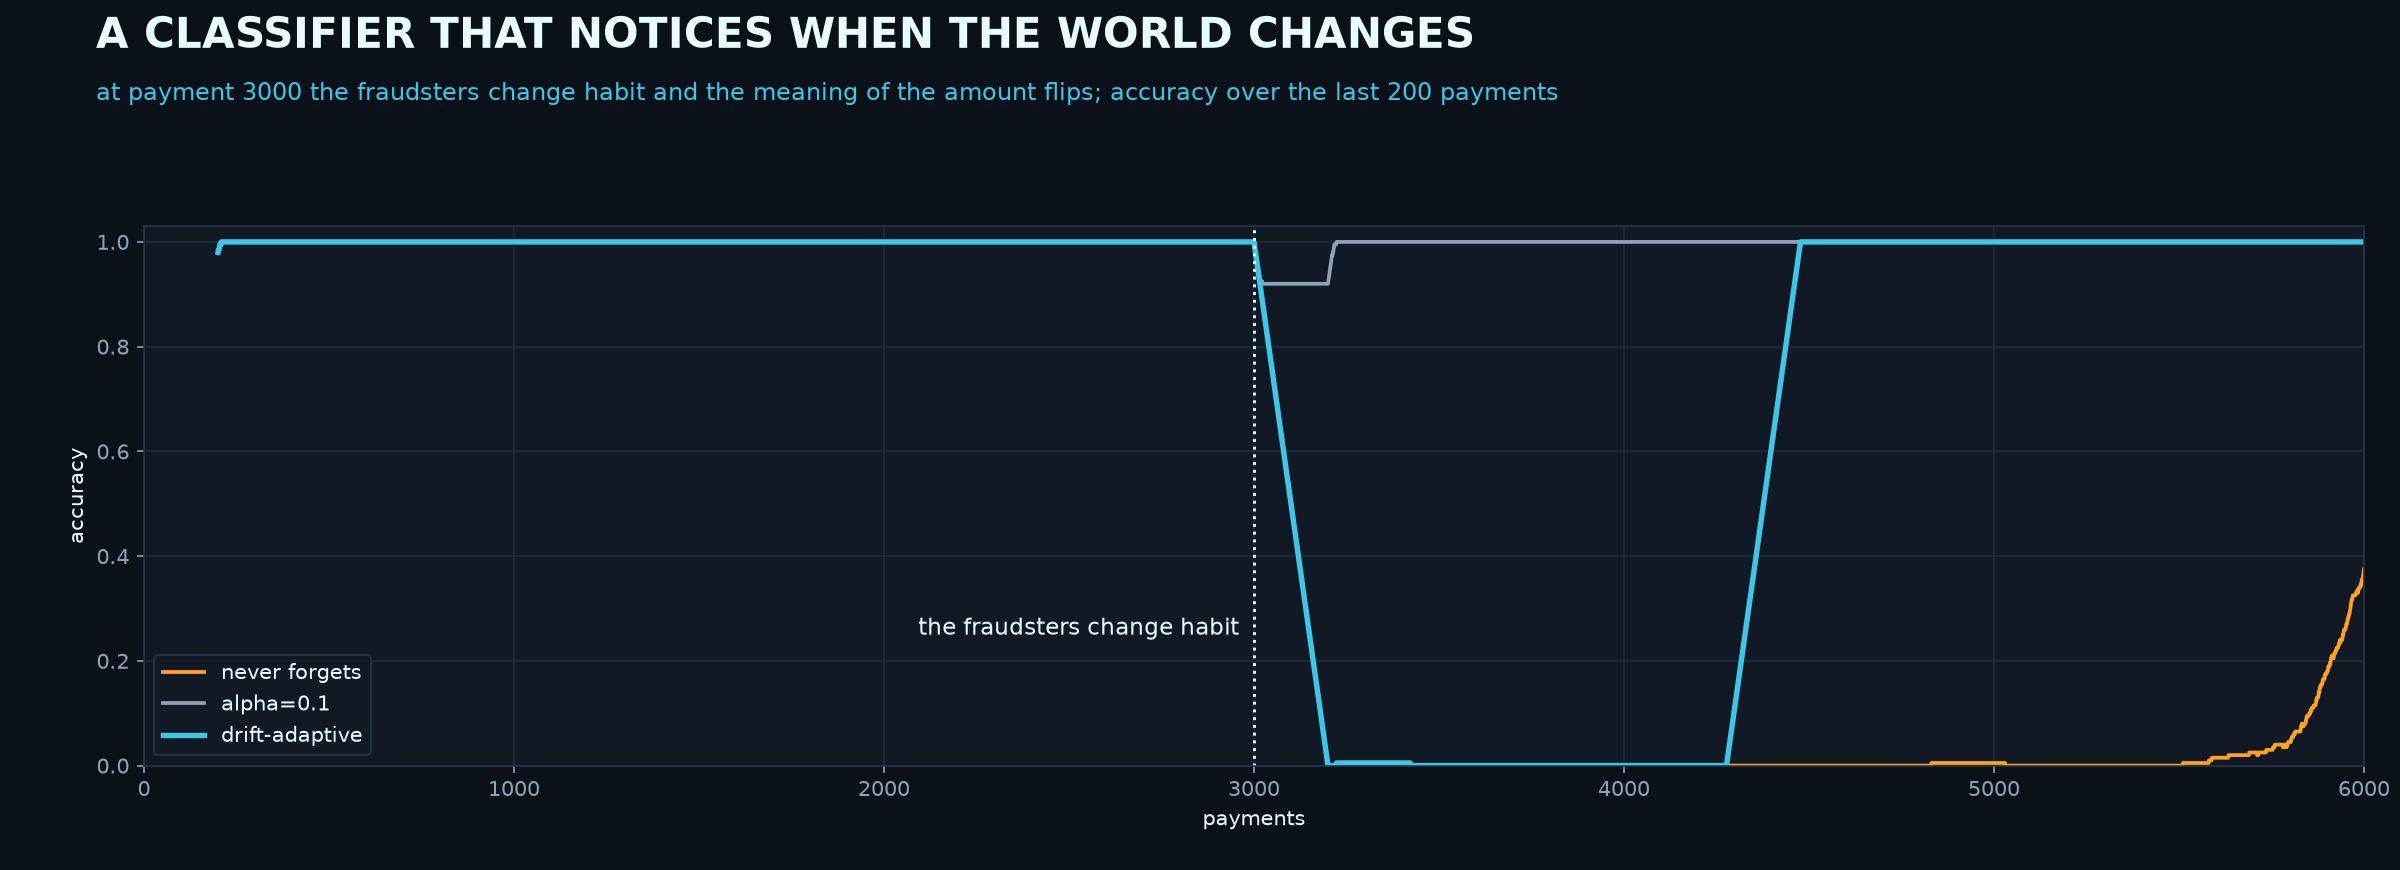 A CLASSIFIER THAT NOTICES WHEN THE WORLD CHANGES
at payment 3000 the fraudsters change habit and the meaning of the amount flips; accuracy over the last 200 payments
1.0
0.8
0.6
0.4
0.2
0.0
accuracy
the fraudsters change habit
never forgets
alpha=0.1
drift-adaptive
0 1000 2000 3000 4000 5000 6000
payments